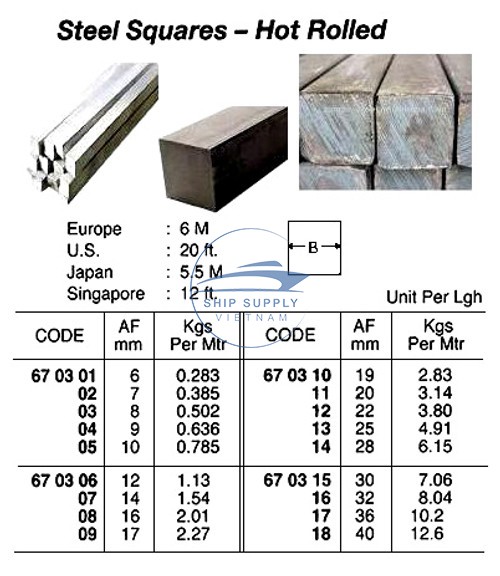 Steel Squares – Hot Rolled
Europe : 6 M
U.S. : 20 ft.
Japan : 5.5 M
Singapore : 12 ft.
B
SHIP SUPPLY
VIETNAM
Unit Per Lgh
CODE AF mm Kgs Per Mtr CODE AF mm Kgs Per Mtr
67 03 01 6 0.283 67 03 10 19 2.83
02 7 0.385 11 20 3.14
03 8 0.502 12 22 3.80
04 9 0.636 13 25 4.91
05 10 0.785 14 28 6.15
67 03 06 12 1.13 67 03 15 30 7.06
07 14 1.54 16 32 8.04
08 16 2.01 17 36 10.2
09 17 2.27 18 40 12.6